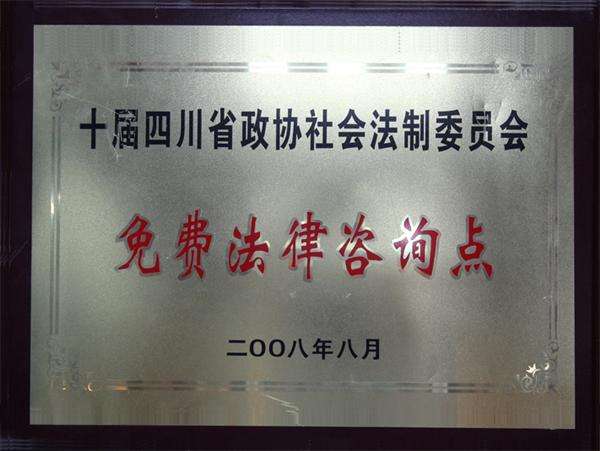 十届四川省政协社会法制委员会
免费法律咨询点
二OO八年八月